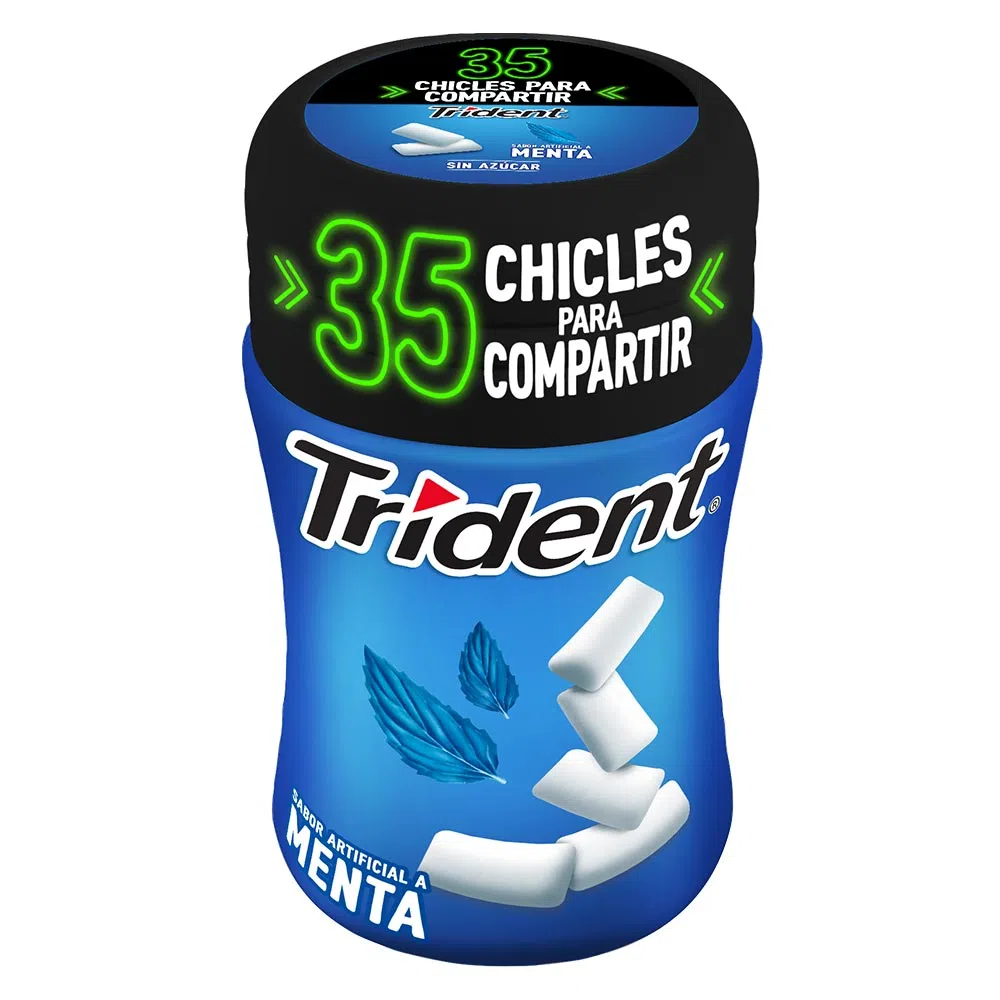 35
CHICLES PARA
COMPARTIR
Trident
SABOR ARTIFICIAL A
MENTA
SIN AZÚCAR
35 CHICLES
PARA
COMPARTIR
Trident®
SABOR ARTIFICIAL A
MENTA